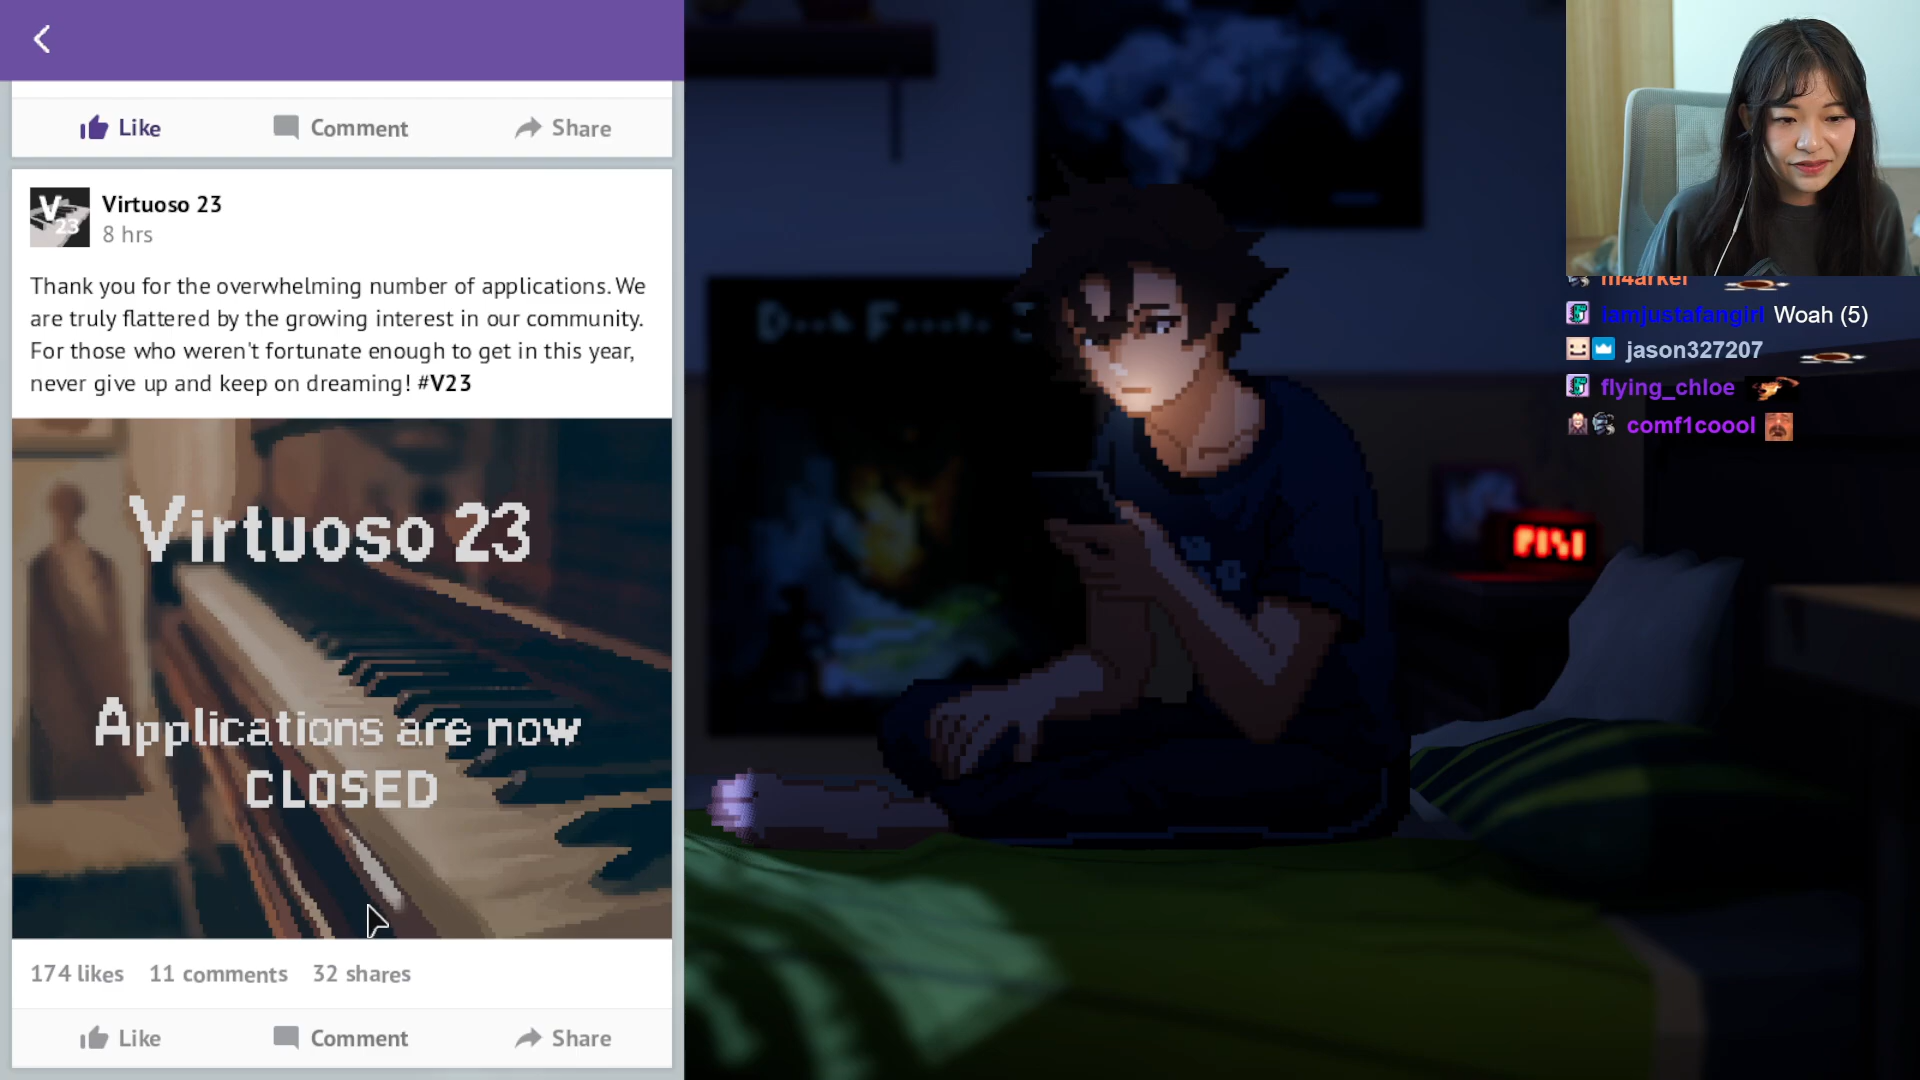 Like Comment Share
V
23
Virtuoso 23
8 hrs
Thank you for the overwhelming number of applications. We
are truly flattered by the growing interest in our community.
For those who weren't fortunate enough to get in this year,
never give up and keep on dreaming! #V23
Virtuoso 23
Applications are now
CLOSED
174 likes 11 comments 32 shares
Like Comment Share
m4arkel
iamjustafangirl Woah (5)
jason327207
flying_chloe
comf1coool